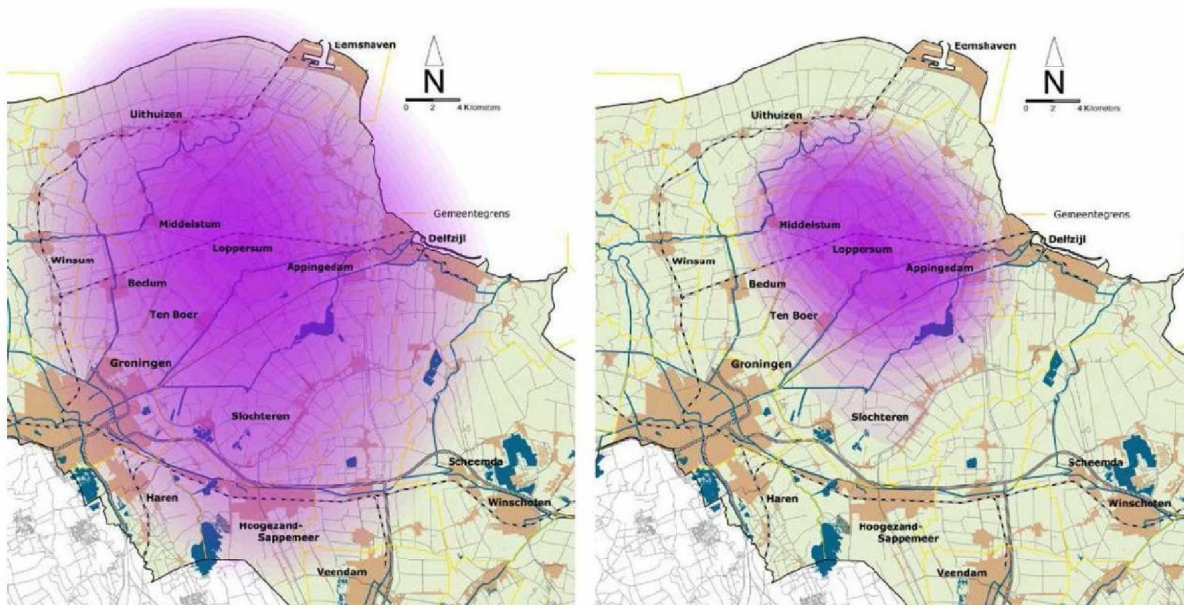 Eemshaven
N
0 2 4 Kilometers
Uithuizen
Gemeentegrens
Middelstum
Delfzijl
Loppersum
Winsum
Appingedam
Bedum
Ten Boer
Groningen
Slochteren
Scheemda
Haren
Winschoten
Hoogezand-
Sappemeer
Veendam
Eemshaven
N
0 2 4 Kilometers
Uithuizen
Gemeentegrens
Middelstum
Delfzijl
Loppersum
Winsum
Appingedam
Bedum
Ten Boer
Groningen
Slochteren
Scheemda
Haren
Winschoten
Hoogezand-
Sappemeer
Veendam